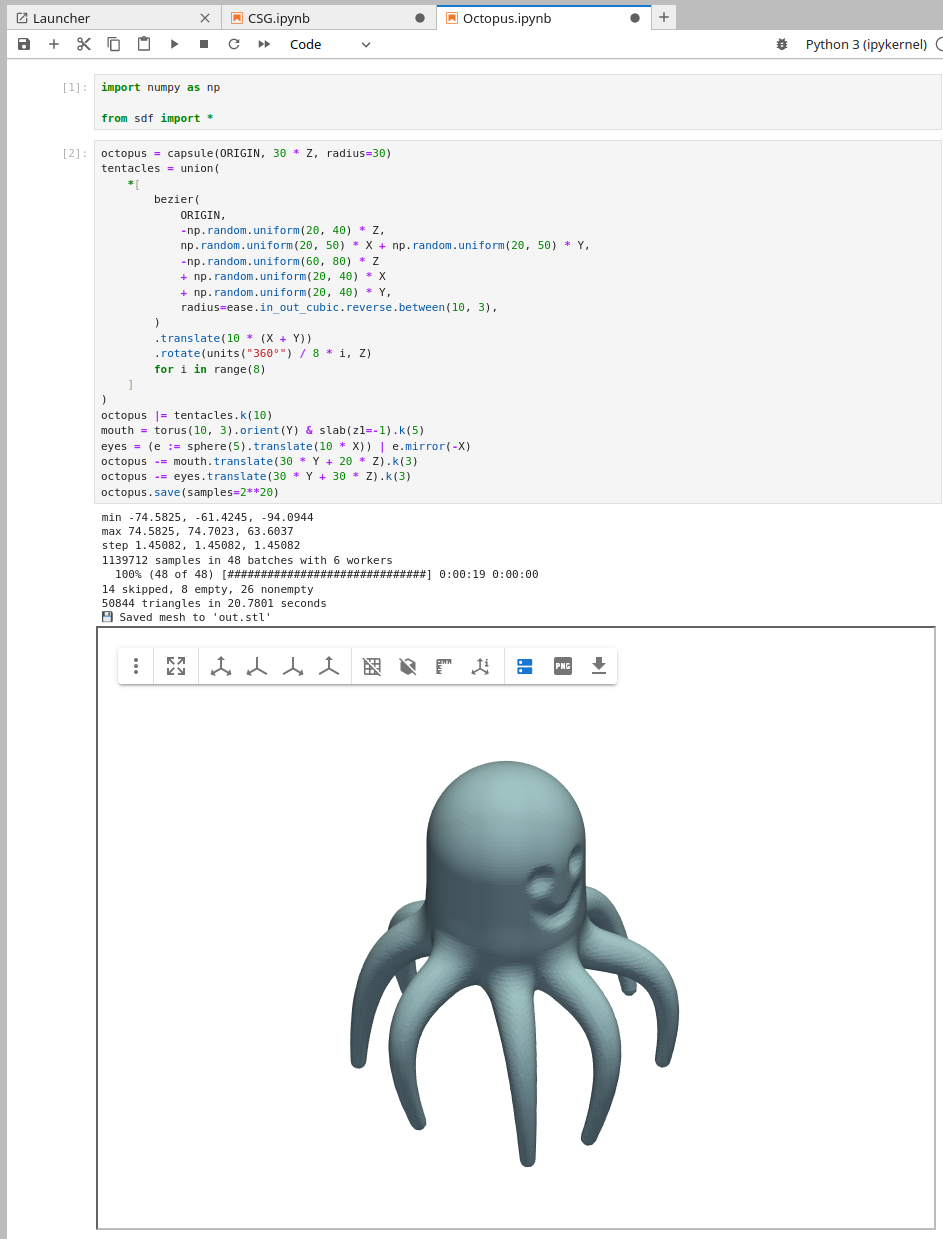 Launcher
CSG.ipynb
Octopus.ipynb
Code
Python 3 (ipykernel)
[1]:
import numpy as np
from sdf import *
[2]:
octopus = capsule(ORIGIN, 30 * Z, radius=30)
tentacles = union(
    *[
        bezier(
            ORIGIN,
            -np.random.uniform(20, 40) * Z,
            np.random.uniform(20, 50) * X + np.random.uniform(20, 50) * Y,
            -np.random.uniform(60, 80) * Z
            + np.random.uniform(20, 40) * X
            + np.random.uniform(20, 40) * Y,
            radius=ease.in_out_cubic.reverse.between(10, 3),
        )
        .translate(10 * (X + Y))
        .rotate(units("360°") / 8 * i, Z)
        for i in range(8)
    ]
)
octopus |= tentacles.k(10)
mouth = torus(10, 3).orient(Y) & slab(z1=-1).k(5)
eyes = (e := sphere(5).translate(10 * X)) | e.mirror(-X)
octopus -= mouth.translate(30 * Y + 20 * Z).k(3)
octopus -= eyes.translate(30 * Y + 30 * Z).k(3)
octopus.save(samples=2**20)
min -74.5825, -61.4245, -94.0944
max 74.5825, 74.7023, 63.6037
step 1.45082, 1.45082, 1.45082
1139712 samples in 48 batches with 6 workers
  100% (48 of 48) [##############################] 0:00:19 0:00:00
14 skipped, 8 empty, 26 nonempty
50844 triangles in 20.7801 seconds
💾 Saved mesh to 'out.stl'
PNG